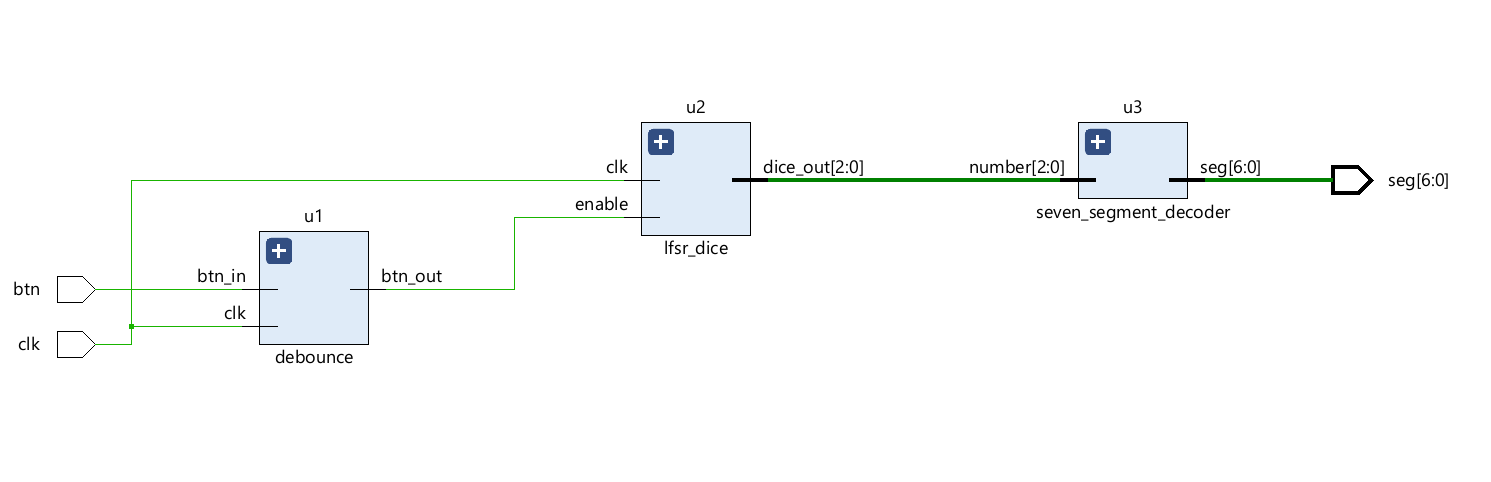 u2
u3
clk
dice_out[2:0]
number[2:0]
seg[6:0]
seg[6:0]
enable
seven_segment_decoder
u1
lfsr_dice
btn
btn_in
btn_out
clk
clk
debounce